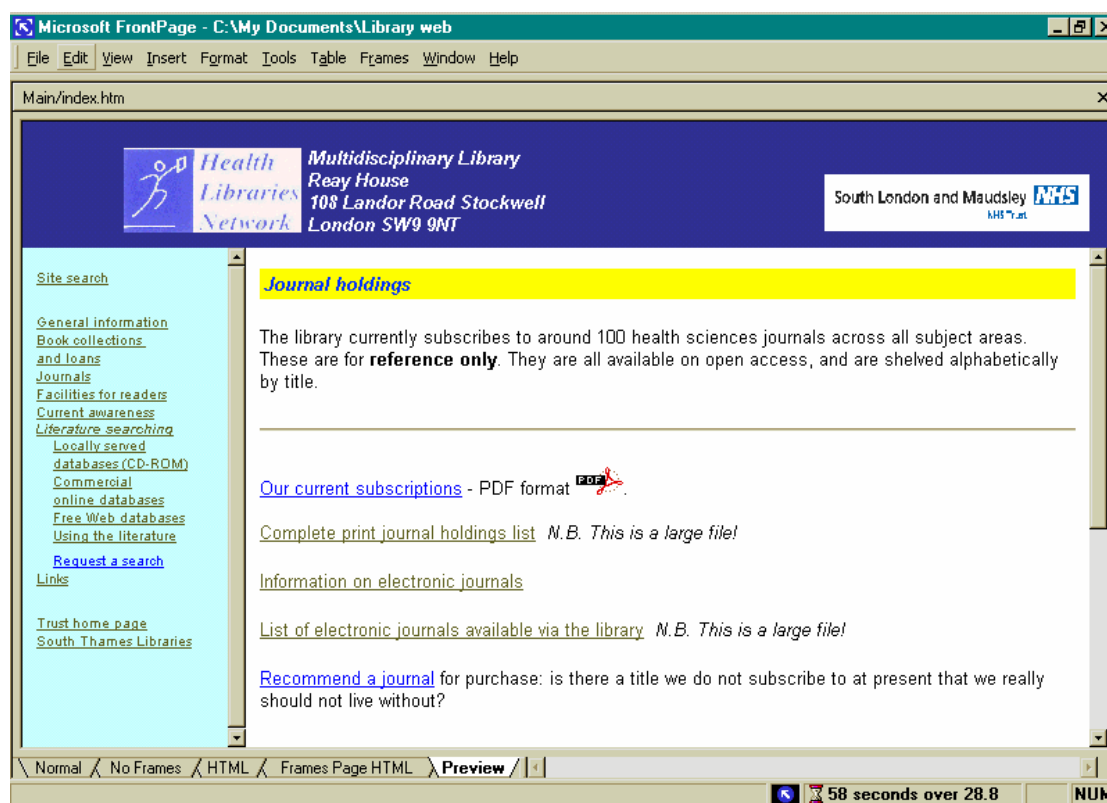 Microsoft FrontPage - C:\My Documents\Library web
File Edit View Insert Format Tools Table Frames Window Help
Main/index.htm
Health
Libraries
Network
Multidisciplinary Library
Reay House
108 Landor Road Stockwell
London SW9 9NT
South London and Maudsley NHS
NHS Trust
Site search
General information
Book collections
and loans
Journals
Facilities for readers
Current awareness
Literature searching
Locally served
databases (CD-ROM)
Commercial
online databases
Free Web databases
Using the literature
Request a search
Links
Trust home page
South Thames Libraries
Journal holdings
The library currently subscribes to around 100 health sciences journals across all subject areas.
These are for reference only. They are all available on open access, and are shelved alphabetically
by title.
Our current subscriptions - PDF format PDF.
Complete print journal holdings list N.B. This is a large file!
Information on electronic journals
List of electronic journals available via the library N.B. This is a large file!
Recommend a journal for purchase: is there a title we do not subscribe to at present that we really
should not live without?
Normal No Frames HTML Frames Page HTML Preview
58 seconds over 28.8 NUM